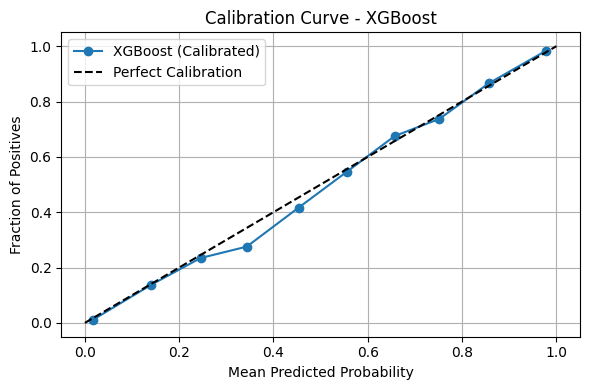 Calibration Curve - XGBoost
XGBoost (Calibrated)
Perfect Calibration
Fraction of Positives
1.0
0.8
0.6
0.4
0.2
0.0
0.0 0.2 0.4 0.6 0.8 1.0
Mean Predicted Probability